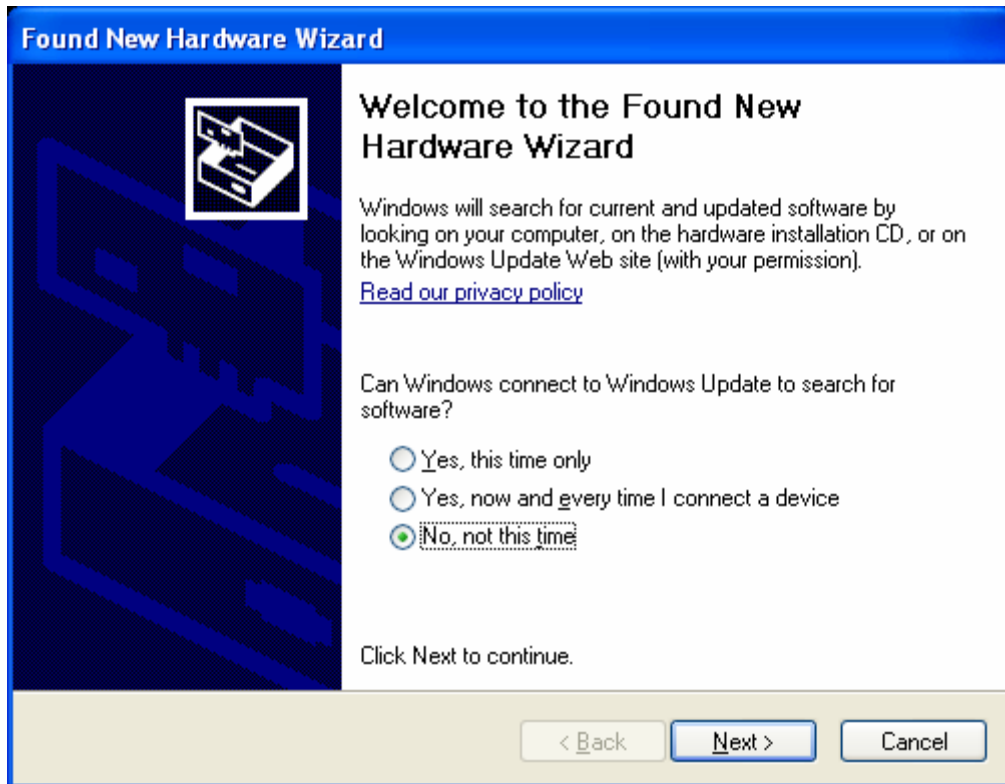 Found New Hardware Wizard
Welcome to the Found New
Hardware Wizard
Windows will search for current and updated software by
looking on your computer, on the hardware installation CD, or on
the Windows Update Web site (with your permission).
Read our privacy policy
Can Windows connect to Windows Update to search for
software?
Yes, this time only
Yes, now and every time I connect a device
No, not this time
Click Next to continue.
< Back
Next >
Cancel